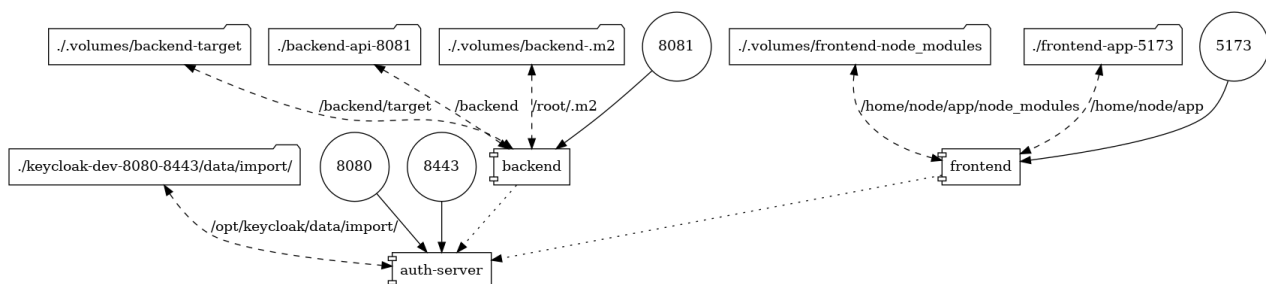 ./.volumes/backend-target
./backend-api-8081
./.volumes/backend-.m2
8081
./.volumes/frontend-node_modules
./frontend-app-5173
5173
/backend/target
/backend
/root/.m2
/home/node/app/node_modules
/home/node/app
./keycloak-dev-8080-8443/data/import/
8080
8443
backend
frontend
/opt/keycloak/data/import/
auth-server